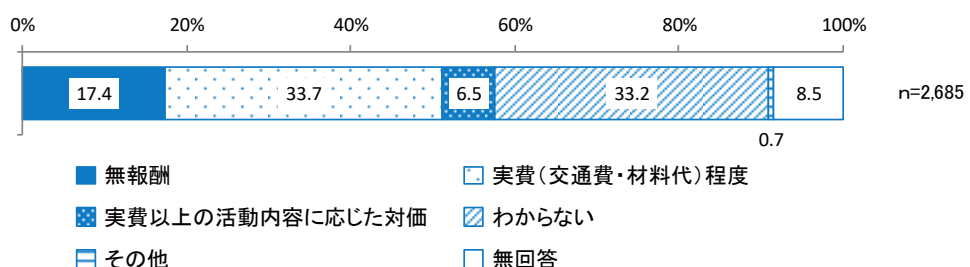 0% 20% 40% 60% 80% 100%
17.4 33.7 6.5 33.2 8.5 n=2,685
0.7
無報酬 実費(交通費・材料代)程度
実費以上の活動内容に応じた対価 わからない
その他 無回答